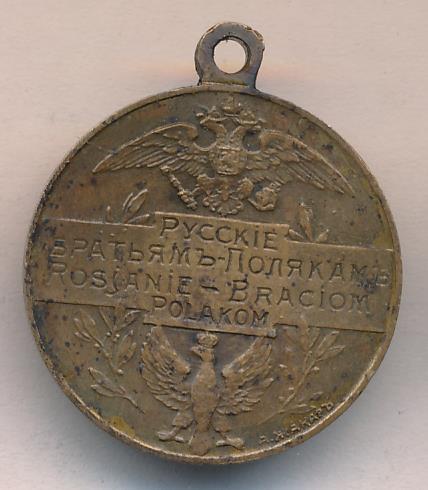 РУССКІЕ
БРАТЬЯМЪ-ПОЛЯКАМЪ
ROSJANIE-BRACIOM
POLAKOM